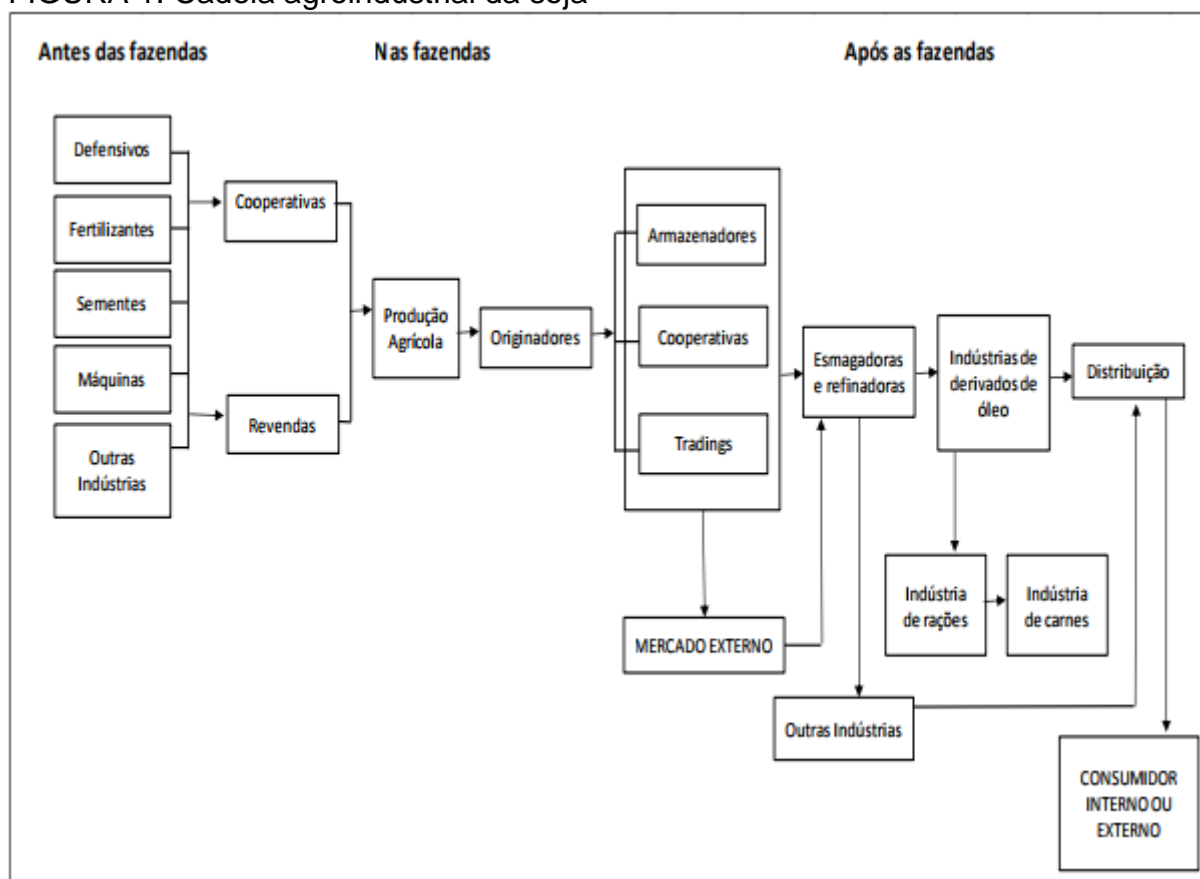 FIGURA 1: Cadeia agroindustrial da soja
Antes das fazendas
Nas fazendas
Após as fazendas
Defensivos
Fertilizantes
Sementes
Máquinas
Outras
Indústrias
Cooperativas
Revendas
Produção
Agrícola
Originadores
Armazenadores
Cooperativas
Tradings
MERCADO EXTERNO
Esmagadoras
e refinadoras
Indústrias de
derivados de
óleo
Distribuição
Indústria
de rações
Indústria
de carnes
Outras Indústrias
CONSUMIDOR
INTERNO OU
EXTERNO